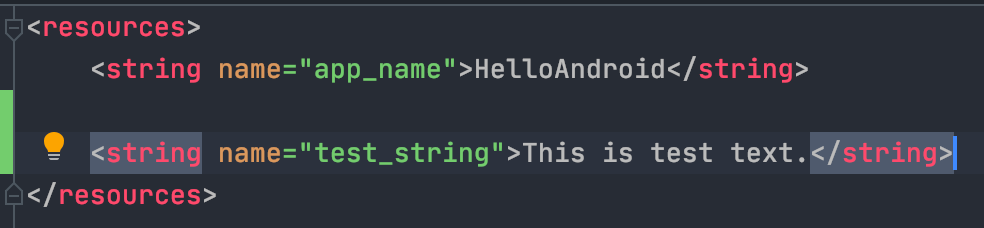 <resources>
    <string name="app_name">HelloAndroid</string>
    <string name="test_string">This is test text.</string>
</resources>